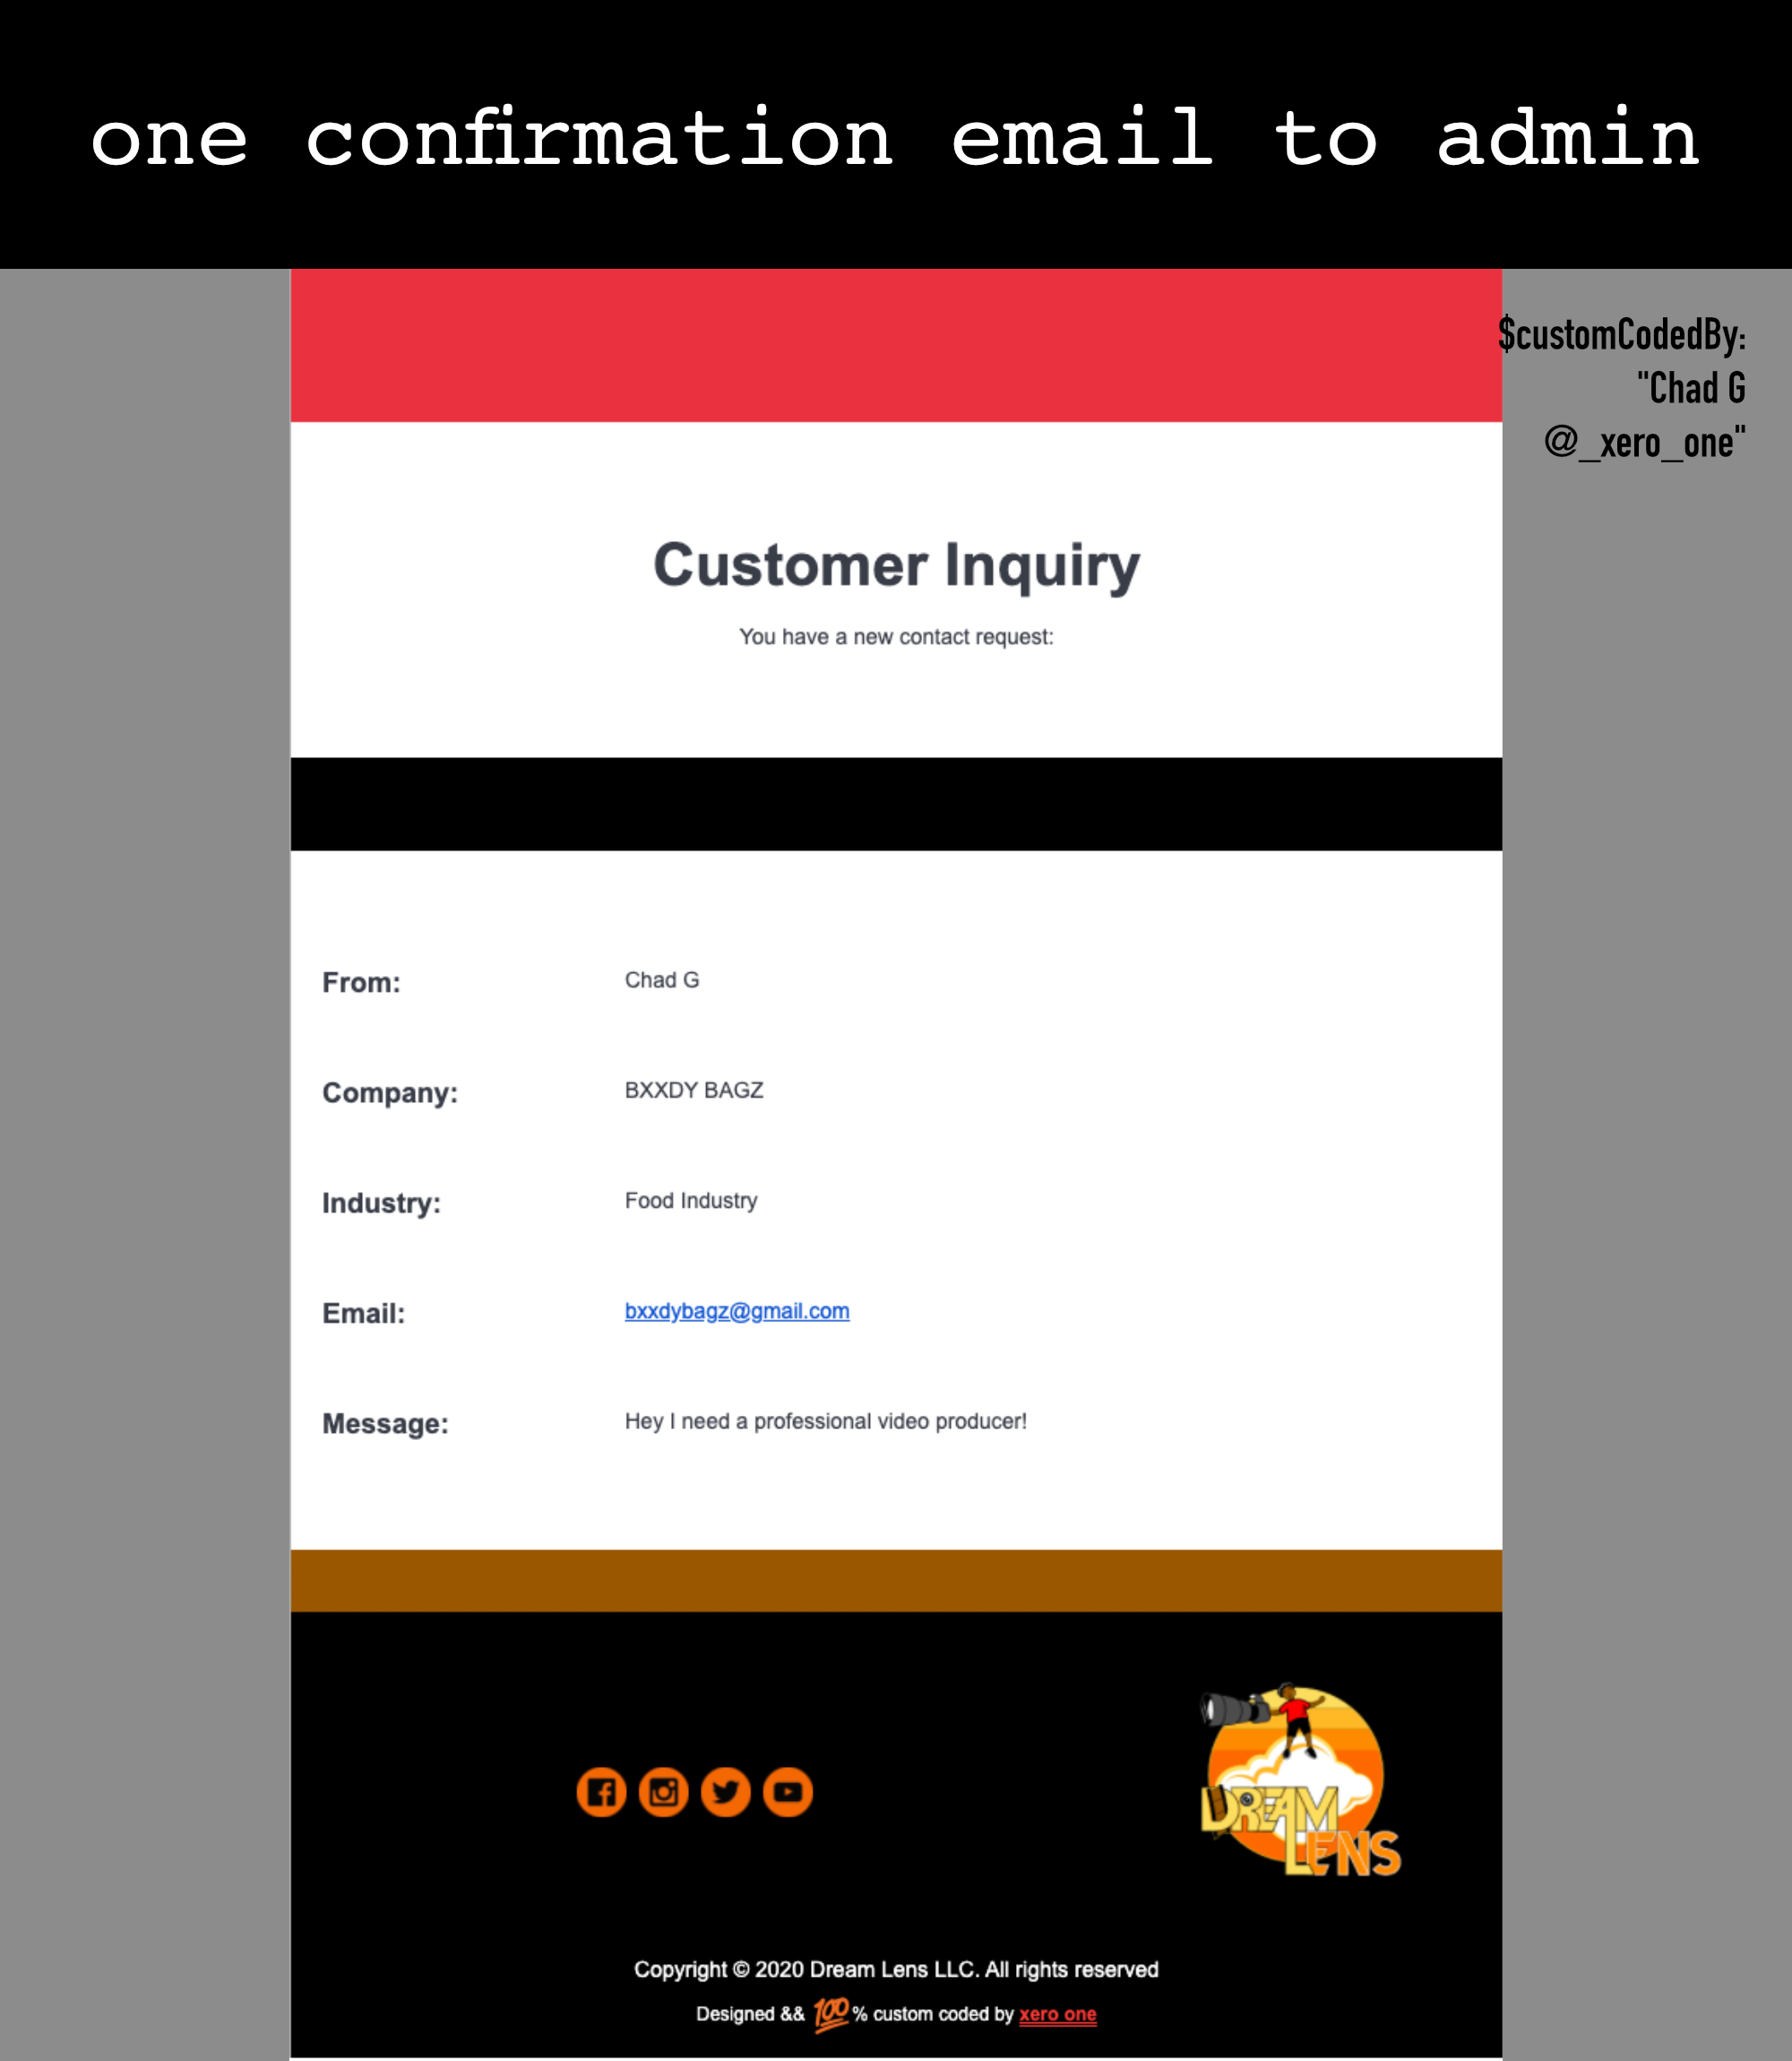 one confirmation email to admin
$customCodedBy:
"Chad G
@_xero_one"
Customer Inquiry
You have a new contact request:
From: Chad G
Company: BXXDY BAGZ
Industry: Food Industry
Email: bxxdybagz@gmail.com
Message: Hey I need a professional video producer!
DREAM
LENS
Copyright © 2020 Dream Lens LLC. All rights reserved
Designed && 💯% custom coded by xero one